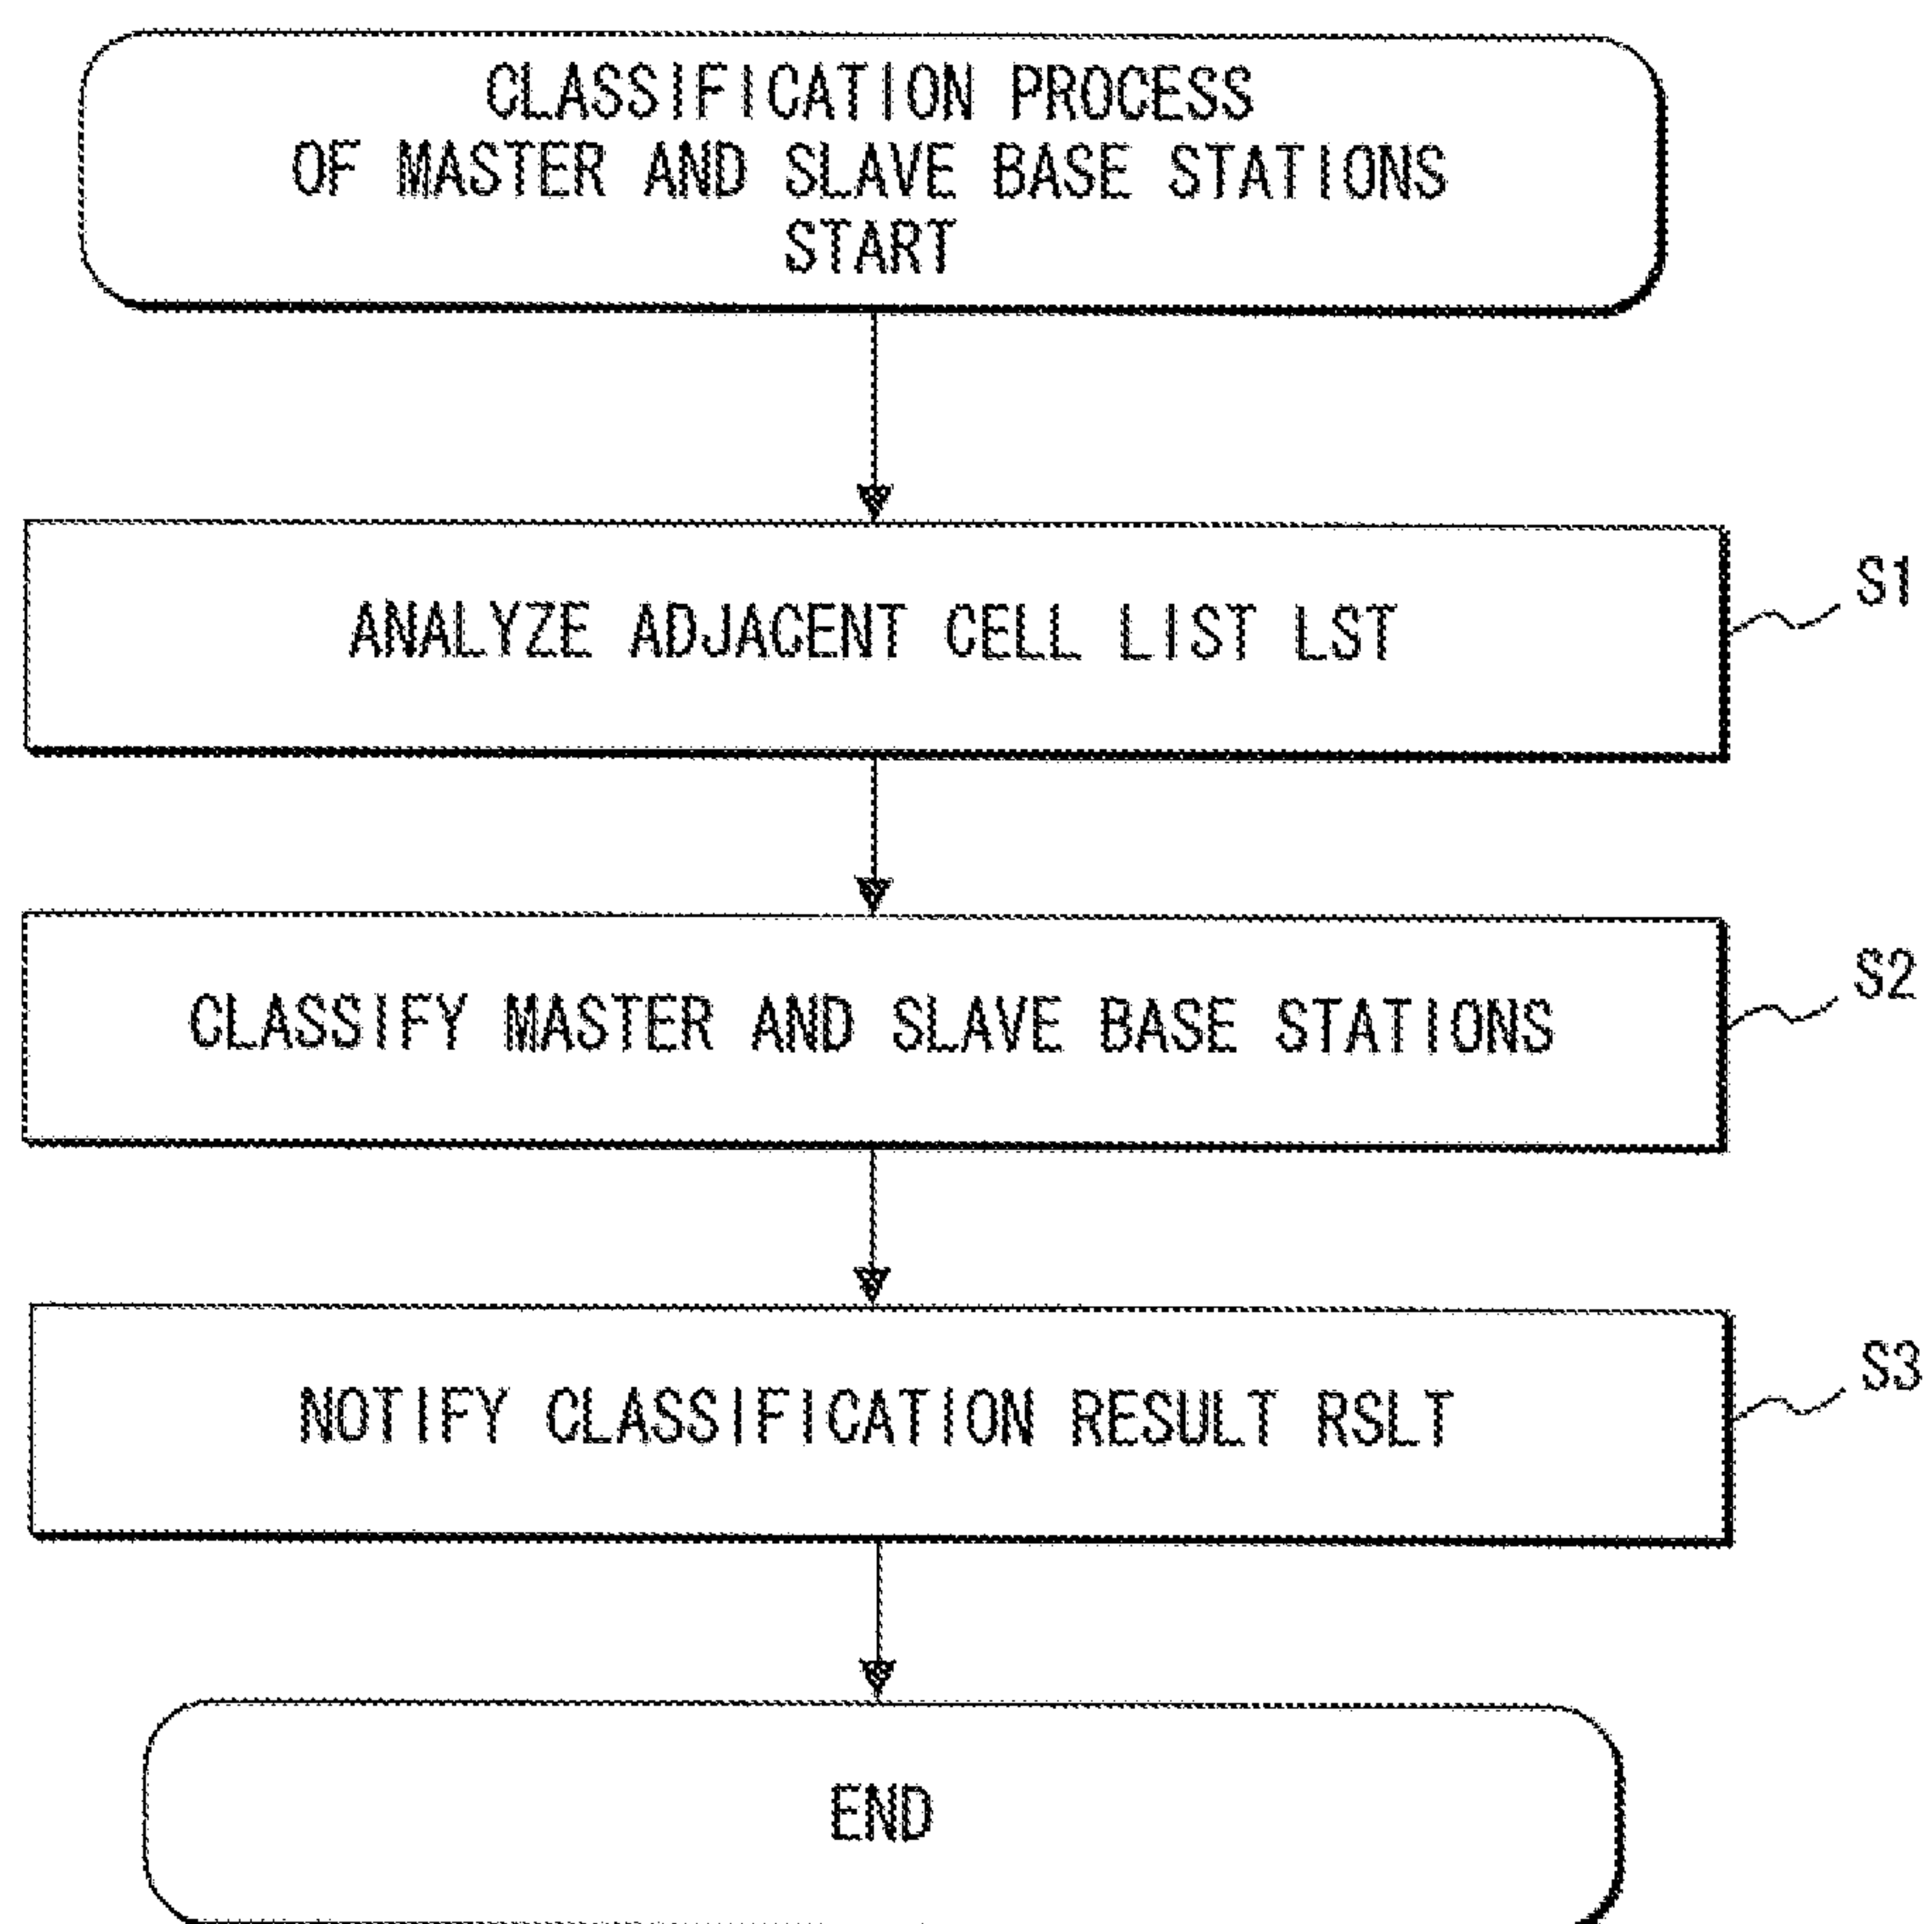 CLASSIFICATION PROCESS
OF MASTER AND SLAVE BASE STATIONS
START
ANALYZE ADJACENT CELL LIST LST
S1
CLASSIFY MASTER AND SLAVE BASE STATIONS
S2
NOTIFY CLASSIFICATION RESULT RSLT
S3
END